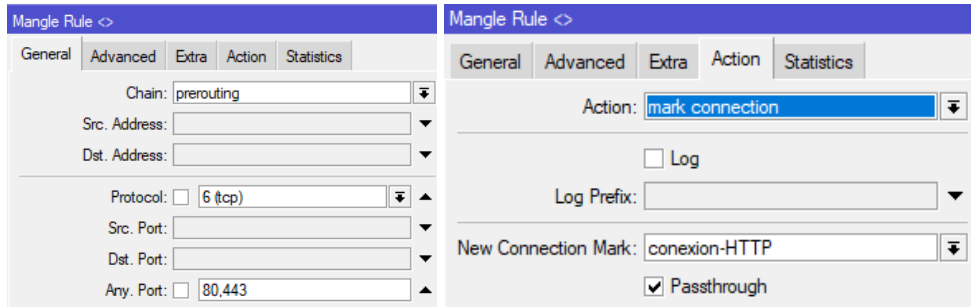 Mangle Rule <>
General Advanced Extra Action Statistics
Chain: prerouting
Src. Address:
Dst. Address:
Protocol: 6 (tcp)
Src. Port:
Dst. Port:
Any. Port: 80,443
Mangle Rule <>
General Advanced Extra Action Statistics
Action: mark connection
Log
Log Prefix:
New Connection Mark: conexion-HTTP
Passthrough